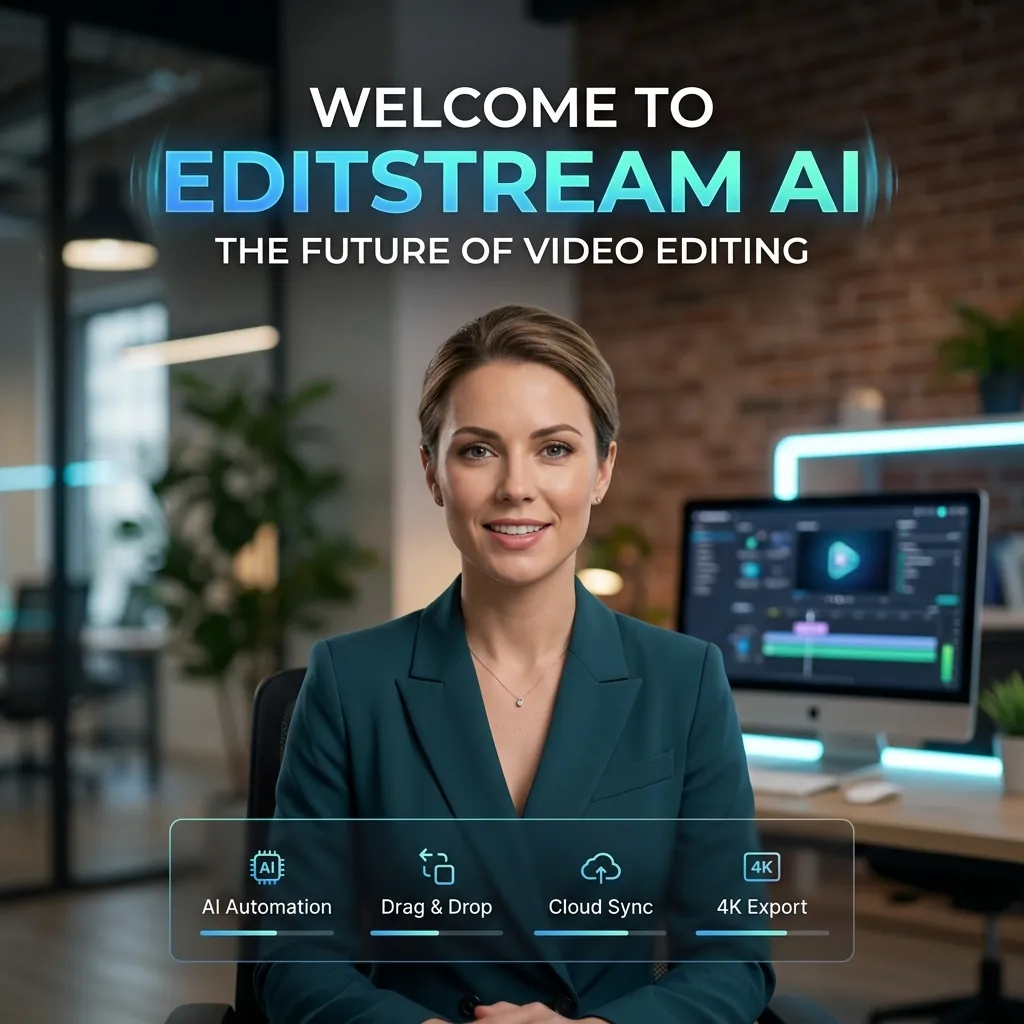 WELCOME TO
EDITSTREAM AI
THE FUTURE OF VIDEO EDITING
AI
4K
AI Automation
Drag & Drop
Cloud Sync
4K Export